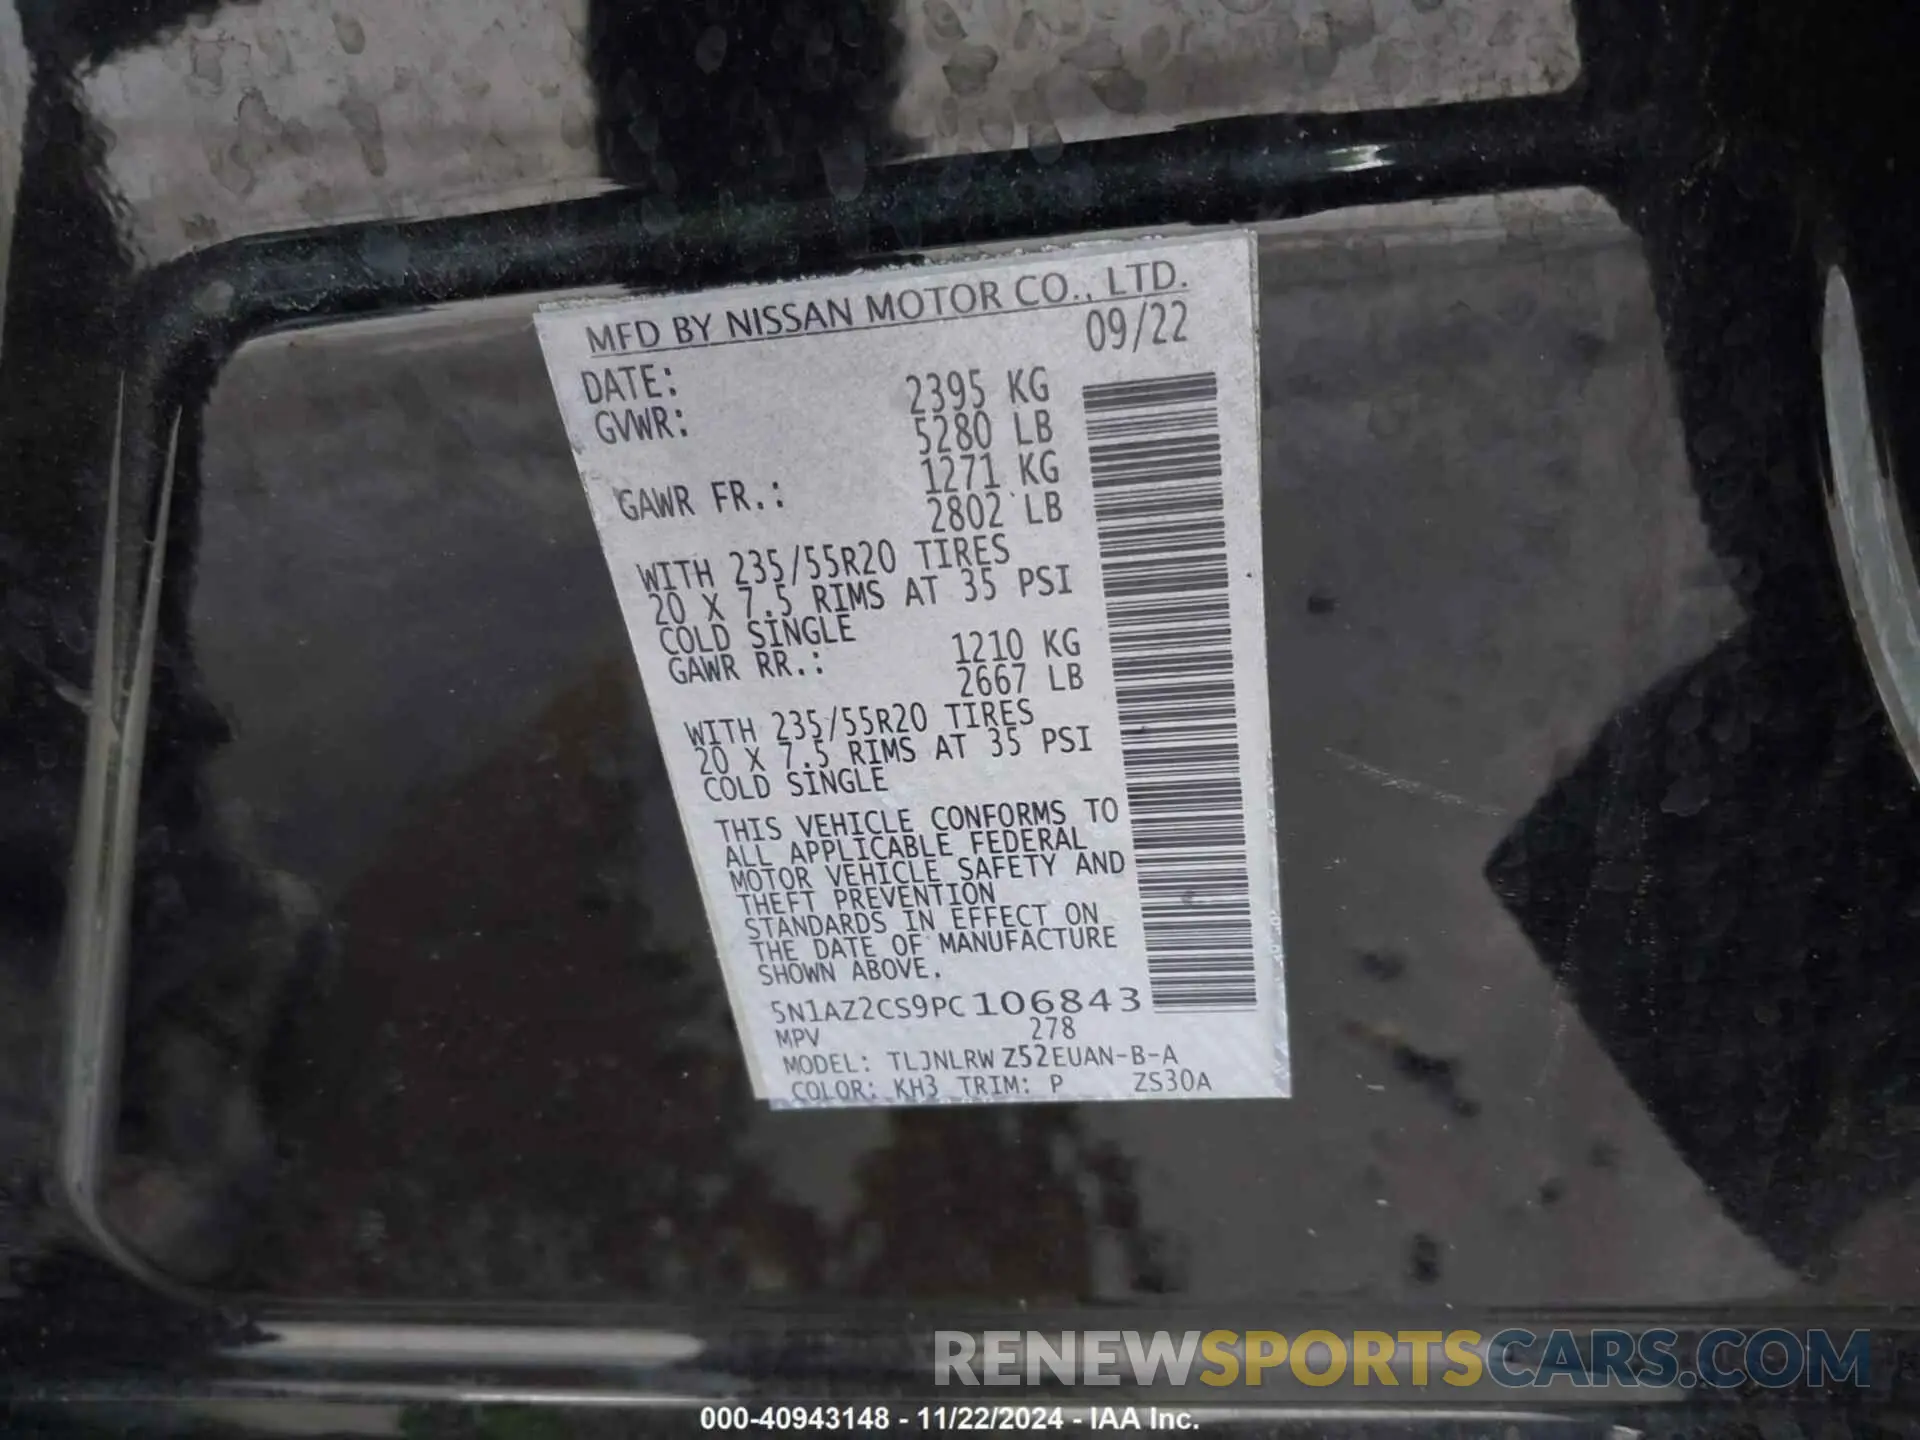 MFD BY NISSAN MOTOR CO., LTD.
DATE: 09/22
GVWR: 2395 KG
5280 LB
GAWR FR.: 1271 KG
2802 LB
WITH 235/55R20 TIRES
20 X 7.5 RIMS AT 35 PSI
COLD SINGLE
GAWR RR.: 1210 KG
2667 LB
WITH 235/55R20 TIRES
20 X 7.5 RIMS AT 35 PSI
COLD SINGLE
THIS VEHICLE CONFORMS TO
ALL APPLICABLE FEDERAL
MOTOR VEHICLE SAFETY AND
THEFT PREVENTION
STANDARDS IN EFFECT ON
THE DATE OF MANUFACTURE
SHOWN ABOVE.
5N1AZ2CS9PC106843
MPV 278
MODEL: TLJNLRW Z52EUAN-B-A
COLOR: KH3 TRIM: P ZS30A
RENEWSPORTSCARS.COM
000-40943148 - 11/22/2024 - IAA Inc.